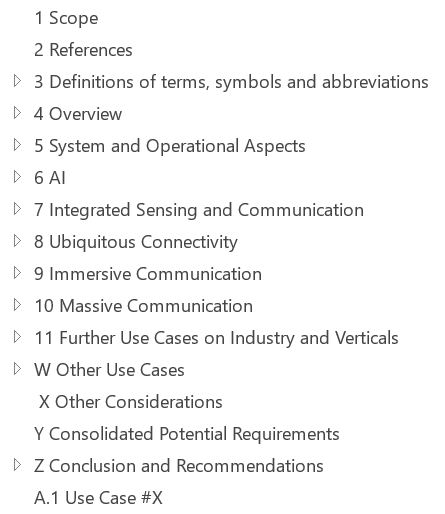 1 Scope
2 References
3 Definitions of terms, symbols and abbreviations
4 Overview
5 System and Operational Aspects
6 AI
7 Integrated Sensing and Communication
8 Ubiquitous Connectivity
9 Immersive Communication
10 Massive Communication
11 Further Use Cases on Industry and Verticals
W Other Use Cases
X Other Considerations
Y Consolidated Potential Requirements
Z Conclusion and Recommendations
A.1 Use Case #X